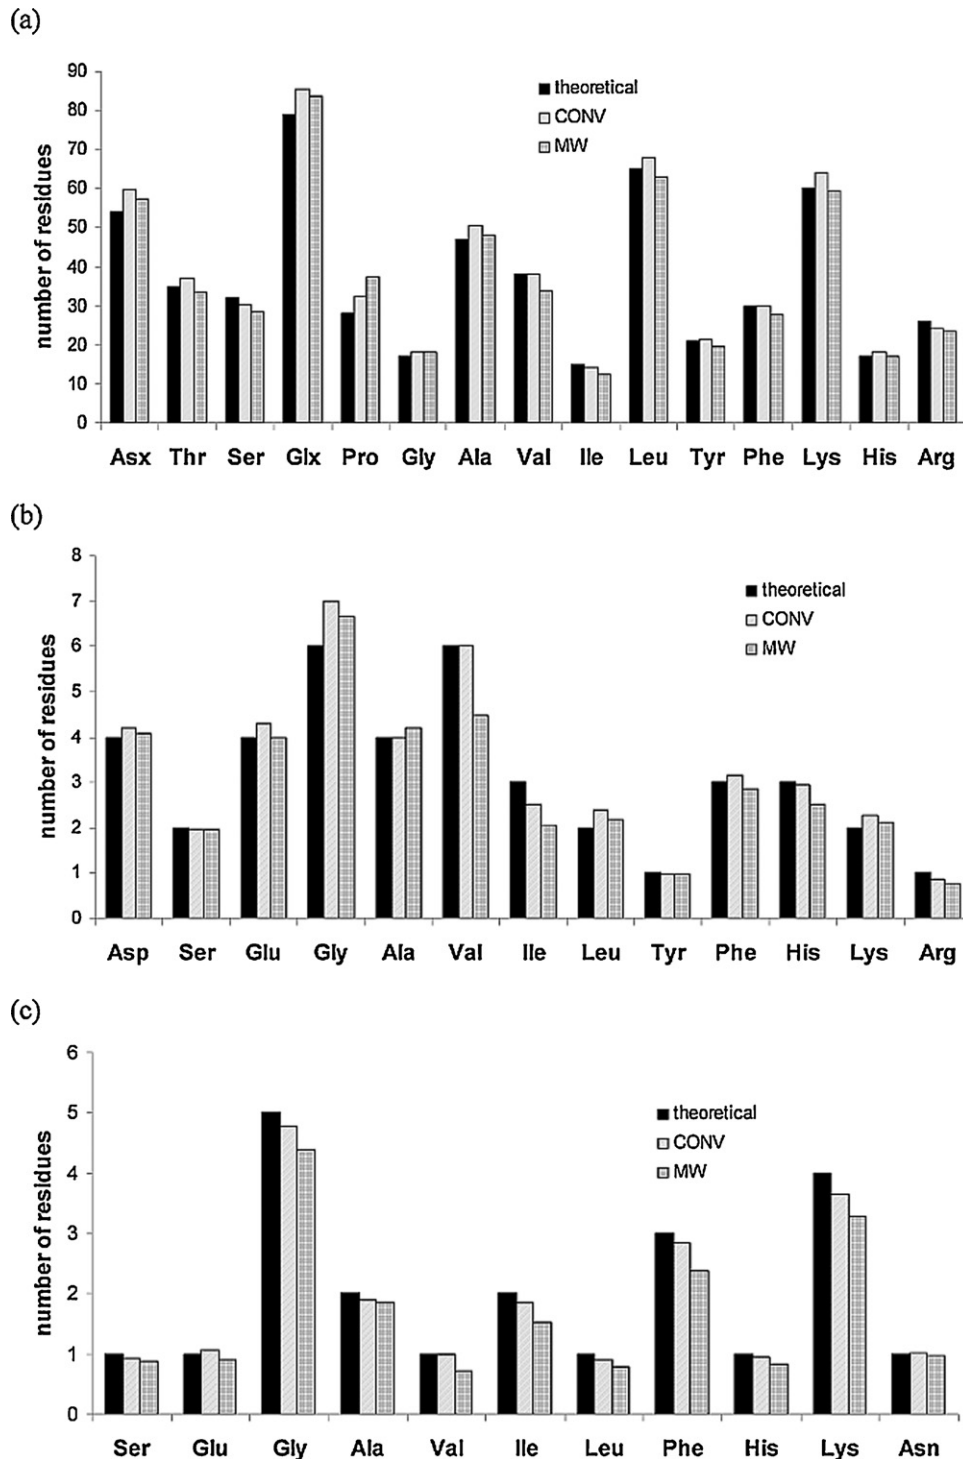 (a)
number of residues
90
80
70
60
50
40
30
20
10
0
theoretical
CONV
MW
Asx Thr Ser Glx Pro Gly Ala Val Ile Leu Tyr Phe Lys His Arg
(b)
number of residues
8
7
6
5
4
3
2
1
0
theoretical
CONV
MW
Asp Ser Glu Gly Ala Val Ile Leu Tyr Phe His Lys Arg
(c)
number of residues
6
5
4
3
2
1
0
theoretical
CONV
MW
Ser Glu Gly Ala Val Ile Leu Phe His Lys Asn